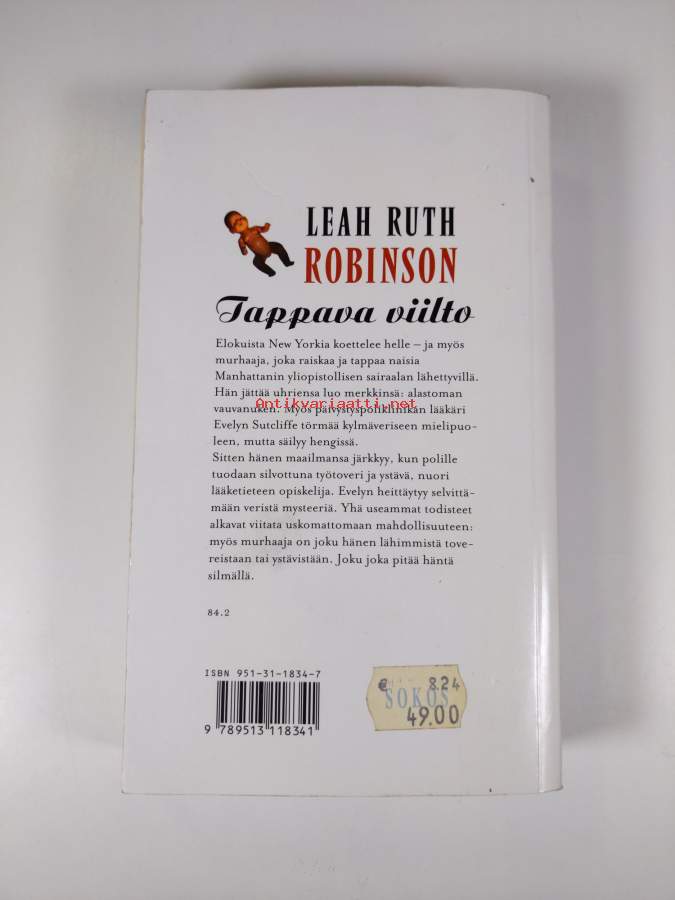 LEAH RUTH
ROBINSON
Tappava viilto
Elokuista New Yorkia koettelee helle – ja myös
murhaaja, joka raiskaa ja tappaa naisia
Manhattanin yliopistollisen sairaalan lähettyvillä.
Hän jättää uhriensa luo merkkinsä: alastoman
Antikvariaatti.net
vauvanuken. Myös päivystyspoliklinikan lääkäri
Evelyn Sutcliffe törmää kylmäveriseen mielipuo-
leen, mutta säilyy hengissä.
Sitten hänen maailmansa järkkyy, kun polille
tuodaan silvottuna työtoveri ja ystävä, nuori
lääketieteen opiskelija. Evelyn heittäytyy selvittä-
mään veristä mysteeriä. Yhä useammat todisteet
alkavat viitata uskomattomaan mahdollisuuteen:
myös murhaaja on joku hänen lähimmistä tove-
reistaan tai ystävistään. Joku joka pitää häntä
silmällä.
84.2
ISBN 951-31-1834-7
9 789513 118341
€ 8.24
SOKOS
49.00